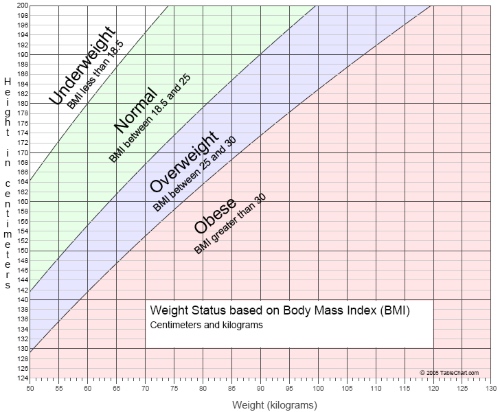 200
198
196
194
192
190
188
186
184
182
180
178
176
174
172
170
168
166
164
162
160
158
156
154
152
150
148
146
144
142
140
138
136
134
132
130
128
126
124
Height in centimeters
Underweight
BMI less than 18.5
Normal
BMI between 18.5 and 25
Overweight
BMI between 25 and 30
Obese
BMI greater than 30
Weight Status based on Body Mass Index (BMI)
Centimeters and kilograms
© 2005 TableChart.com
50 55 60 65 70 75 80 85 90 95 100 105 110 115 120 125 130
Weight (kilograms)